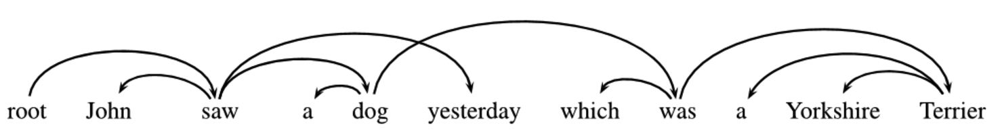 root John saw a dog yesterday which was a Yorkshire Terrier